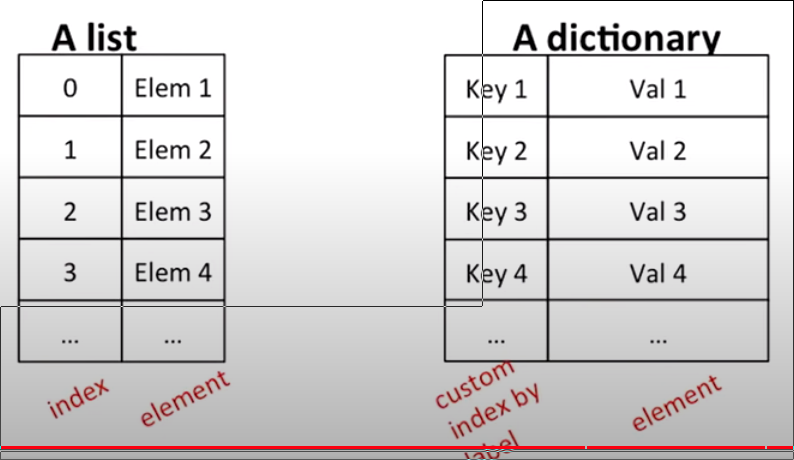 A list
0 Elem 1
1 Elem 2
2 Elem 3
3 Elem 4
... ...
index element
A dictionary
Key 1 Val 1
Key 2 Val 2
Key 3 Val 3
Key 4 Val 4
... ...
custom
index by
label
element